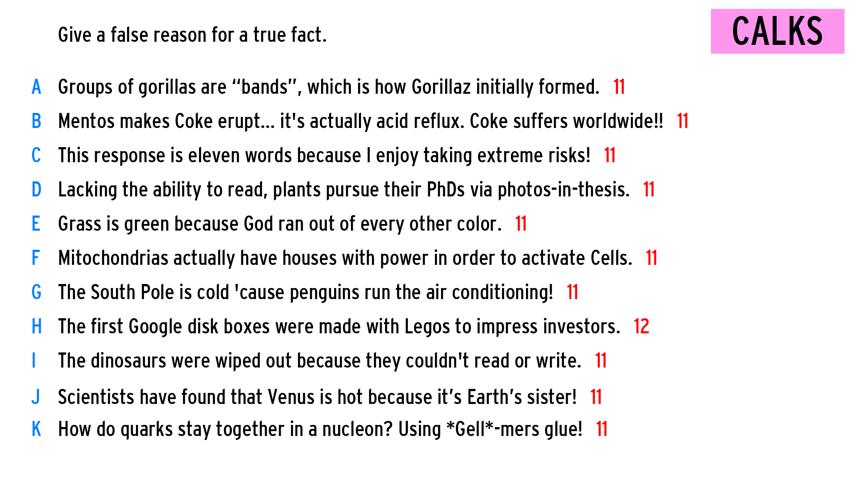 Give a false reason for a true fact.
CALKS
A Groups of gorillas are “bands”, which is how Gorillaz initially formed. 11
B Mentos makes Coke erupt... it's actually acid reflux. Coke suffers worldwide!! 11
C This response is eleven words because I enjoy taking extreme risks! 11
D Lacking the ability to read, plants pursue their PhDs via photos-in-thesis. 11
E Grass is green because God ran out of every other color. 11
F Mitochondrias actually have houses with power in order to activate Cells. 11
G The South Pole is cold 'cause penguins run the air conditioning! 11
H The first Google disk boxes were made with Legos to impress investors. 12
I The dinosaurs were wiped out because they couldn't read or write. 11
J Scientists have found that Venus is hot because it’s Earth’s sister! 11
K How do quarks stay together in a nucleon? Using *Gell*-mers glue! 11